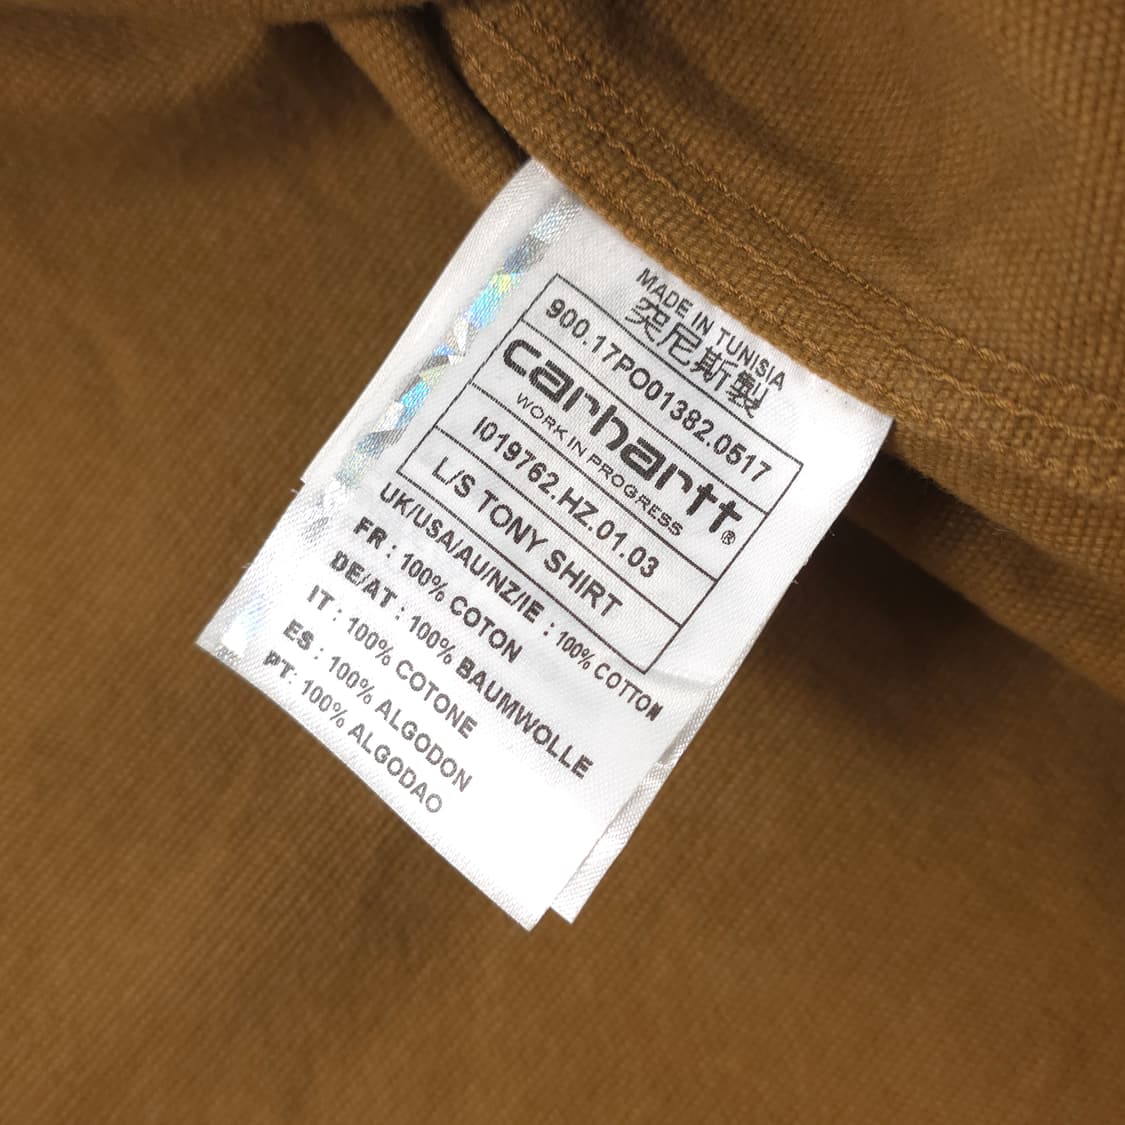 MADE IN TUNISIA
突尼斯製
900.17PO01382.0517
carhartt®
WORK IN PROGRESS
I019762.HZ.01.03
L/S TONY SHIRT
UK/USA/AU/NZ/IE : 100% COTTON
FR : 100% COTON
DE/AT : 100% BAUMWOLLE
IT : 100% COTONE
ES : 100% ALGODON
PT: 100% ALGODAO